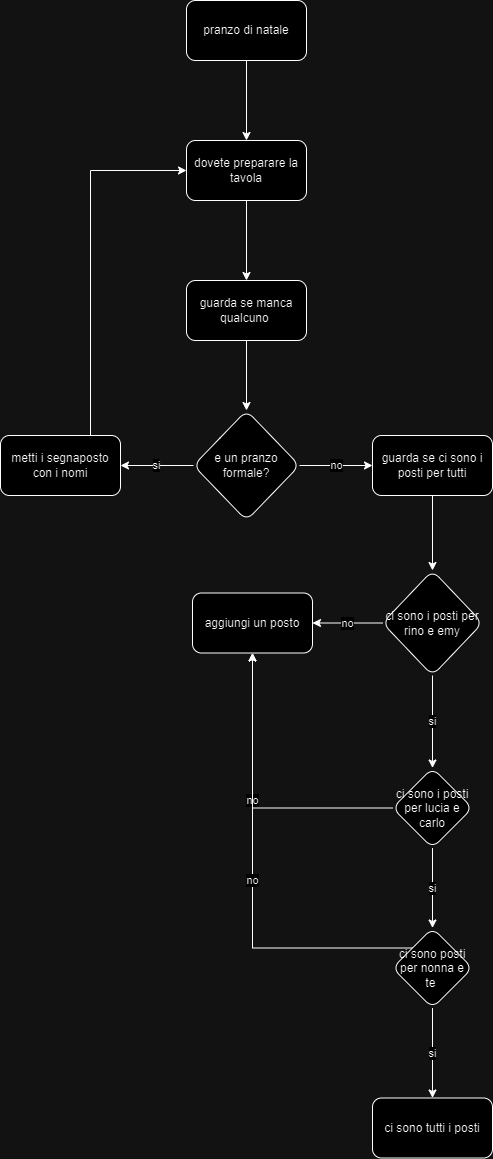 pranzo di natale
dovete preparare la
tavola
guarda se manca
qualcuno
e un pranzo
formale?
si
metti i segnaposto
con i nomi
no
guarda se ci sono i
posti per tutti
ci sono i posti per
rino e emy
no
aggiungi un posto
si
ci sono i posti
per lucia e
carlo
no
si
no
ci sono posti
per nonna e
te
si
ci sono tutti i posti